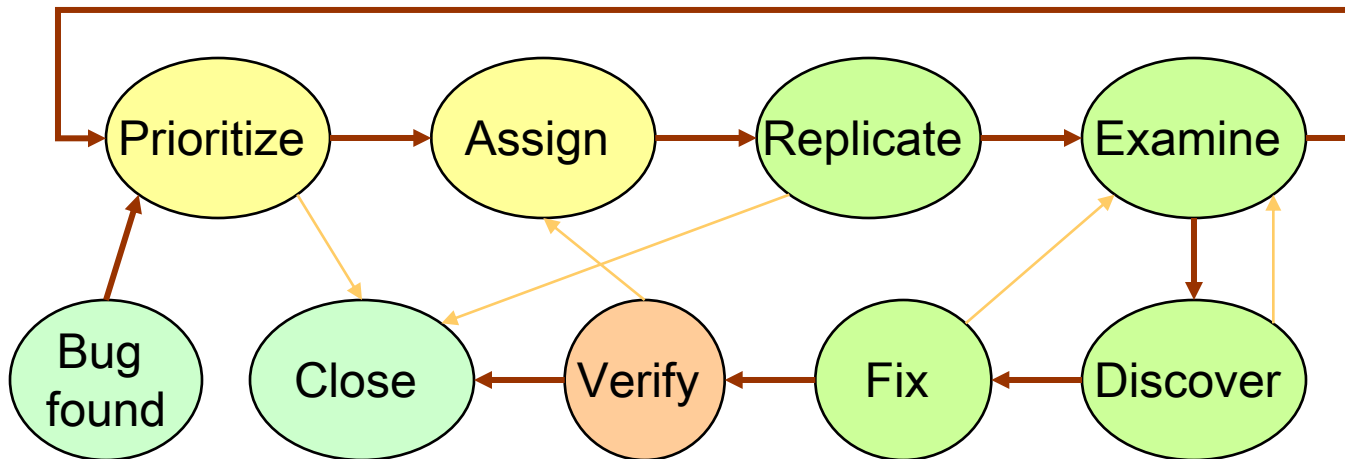 Prioritize
Assign
Replicate
Examine
Bug
found
Close
Verify
Fix
Discover